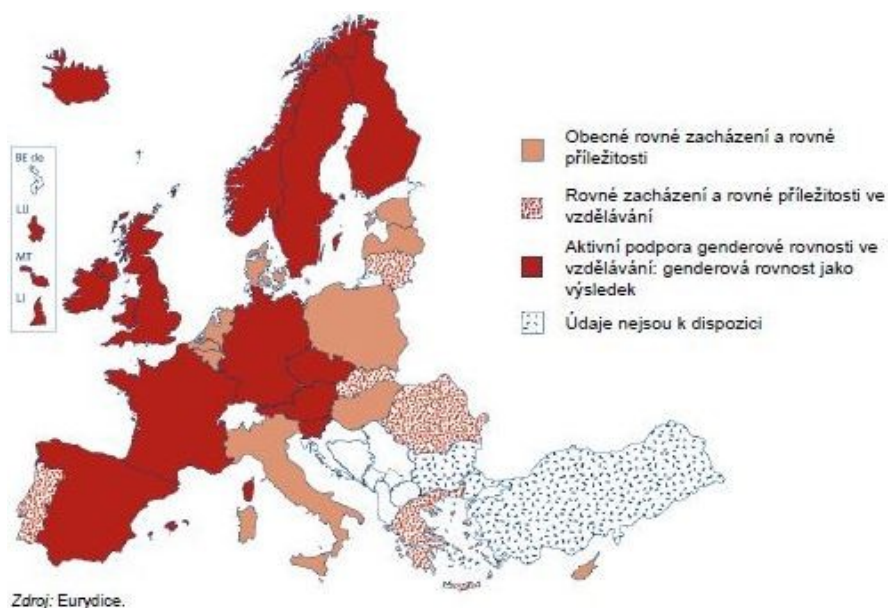 BE de
LU
MT
LI
Obecné rovné zacházení a rovné
příležitosti
Rovné zacházení a rovné příležitosti ve
vzdělávání
Aktivní podpora genderové rovnosti ve
vzdělávání: genderová rovnost jako
výsledek
Údaje nejsou k dispozici
Zdroj: Eurydice.